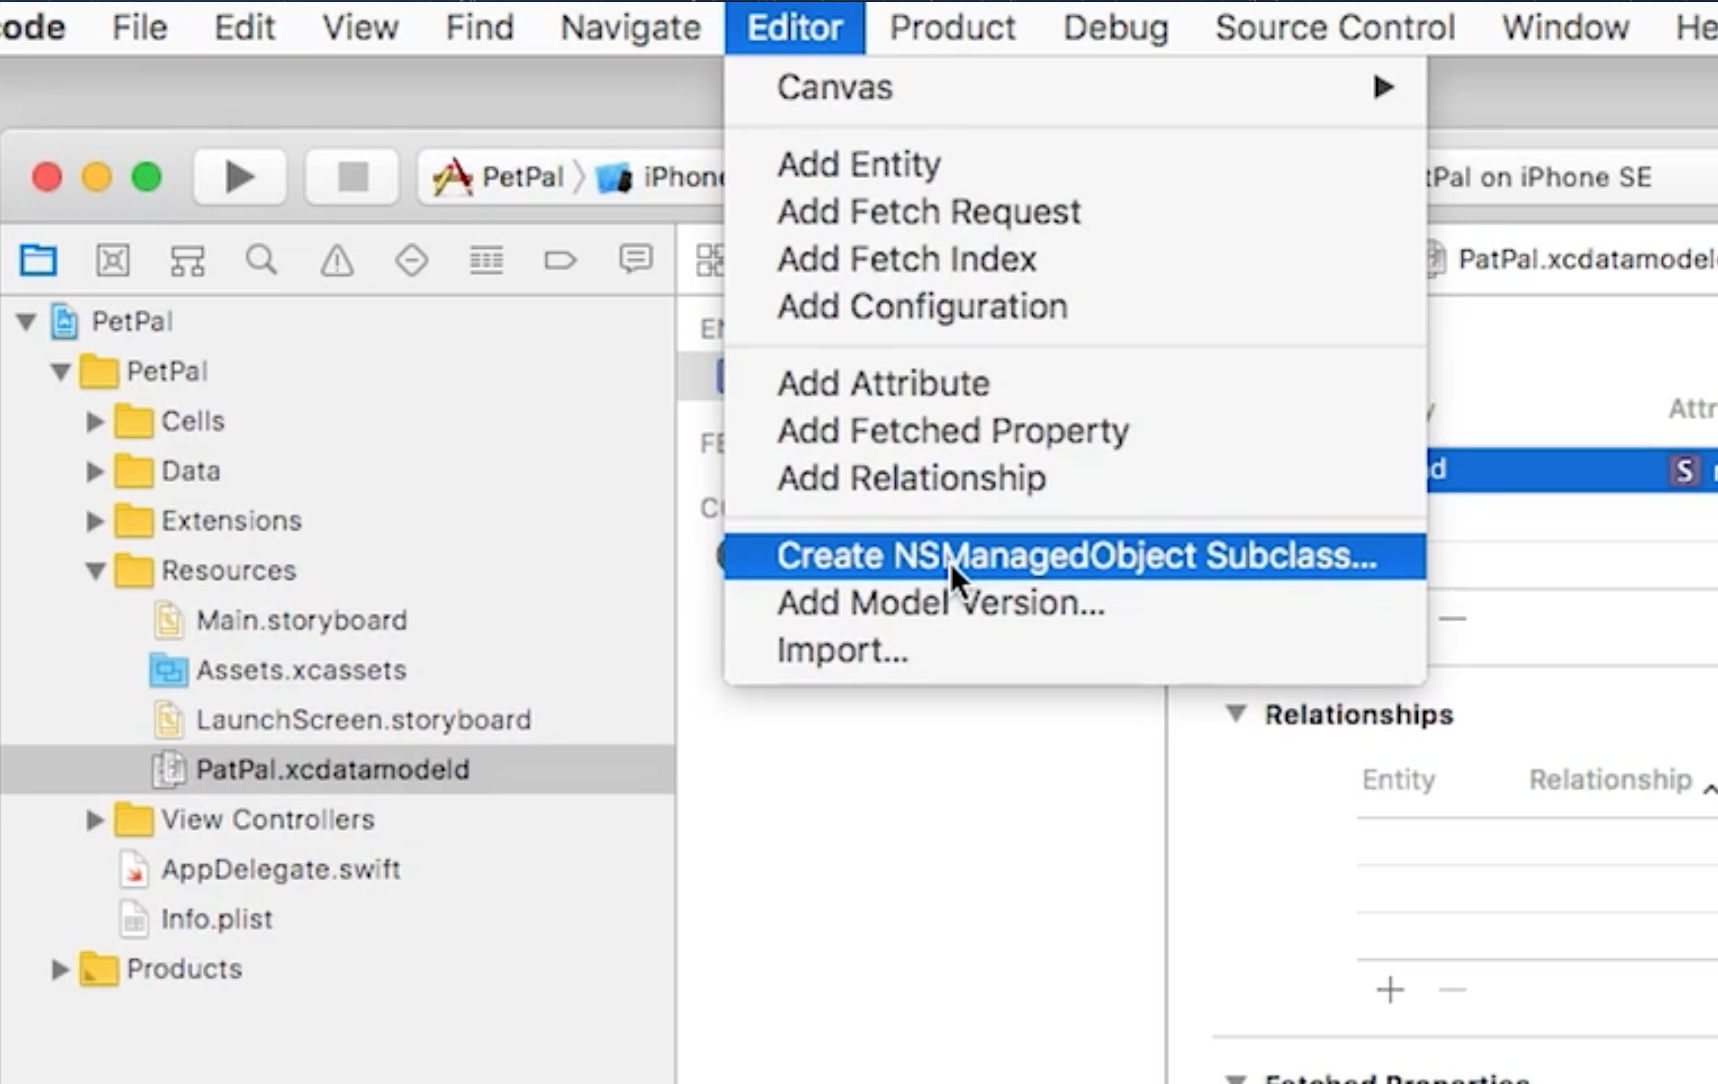 File Edit View Find Navigate Editor Product Debug Source Control Window
Canvas
Add Entity
Add Fetch Request
Add Fetch Index
Add Configuration
Add Attribute
Add Fetched Property
Add Relationship
Create NSManagedObject Subclass...
Add Model Version...
Import...
PetPal iPhone
tPal on iPhone SE
PatPal.xcdatamodel
PetPal
PetPal
Cells
Data
Extensions
Resources
Main.storyboard
Assets.xcassets
LaunchScreen.storyboard
PatPal.xcdatamodeld
View Controllers
AppDelegate.swift
Info.plist
Products
Attr
S
Relationships
Entity Relationship
Fetched Properties